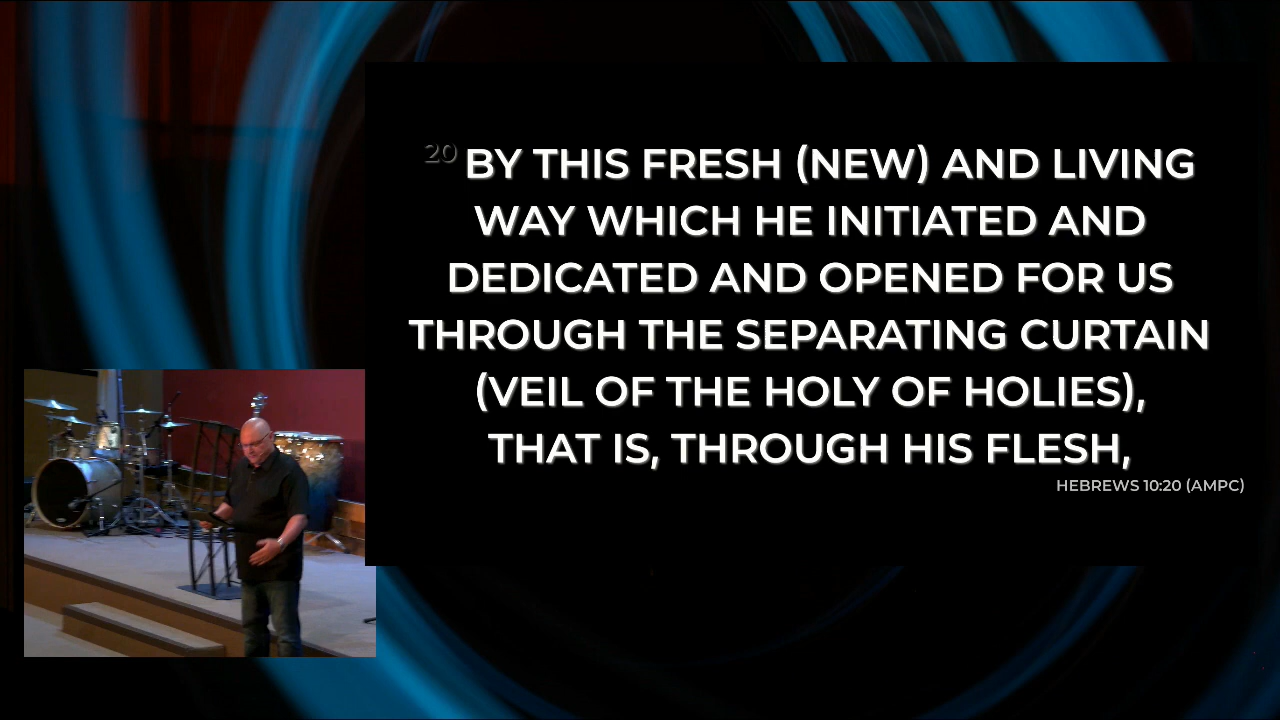 20 BY THIS FRESH (NEW) AND LIVING
WAY WHICH HE INITIATED AND
DEDICATED AND OPENED FOR US
THROUGH THE SEPARATING CURTAIN
(VEIL OF THE HOLY OF HOLIES),
THAT IS, THROUGH HIS FLESH,
HEBREWS 10:20 (AMPC)